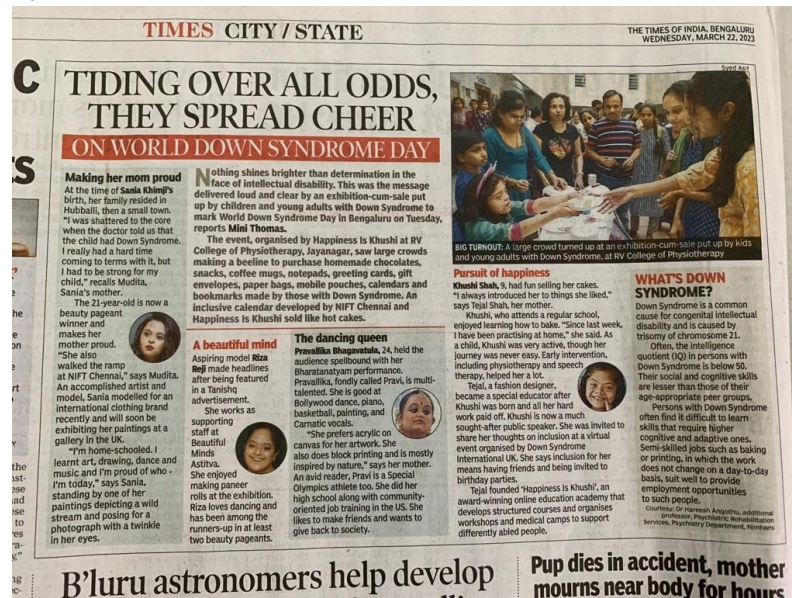 TIMES CITY / STATE
THE TIMES OF INDIA, BENGALURU
WEDNESDAY, MARCH 22, 2023
C
TS
TIDING OVER ALL ODDS,
THEY SPREAD CHEER
ON WORLD DOWN SYNDROME DAY
Making her mom proud
At the time of Sania Khimji's
birth, her family resided in
Hubballi, then a small town.
"I was shattered to the core
when the doctor told us that
the child had Down Syndrome.
I really had a hard time
coming to terms with it, but
I had to be strong for my
child," recalls Mudita,
Sania's mother.
The 21-year-old is now a
beauty pageant
winner and
makes her
mother proud.
"She also
walked the ramp
at NIFT Chennai," says Mudita.
An accomplished artist and
model, Sania modelled for an
international clothing brand
recently and will soon be
exhibiting her paintings at a
gallery in the UK.
"I'm home-schooled. I
learnt art, drawing, dance and
music and I'm proud of who -
I'm today," says Sania,
standing by one of her
paintings depicting a wild
stream and posing for a
photograph with a twinkle
in her eyes.
Nothing shines brighter than determination in the
face of intellectual disability. This was the message
delivered loud and clear by an exhibition-cum-sale put
up by children and young adults with Down Syndrome to
mark World Down Syndrome Day in Bengaluru on Tuesday,
reports Mini Thomas.
The event, organised by Happiness Is Khushi at RV
College of Physiotherapy, Jayanagar, saw large crowds
making a beeline to purchase homemade chocolates,
snacks, coffee mugs, notepads, greeting cards, gift
envelopes, paper bags, mobile pouches, calendars and
bookmarks made by those with Down Syndrome. An
inclusive calendar developed by NIFT Chennai and
Happiness Is Khushi sold like hot cakes.
A beautiful mind
Aspiring model Riza
Reji made headlines
after being featured
in a Tanishq
advertisement.
She works as
supporting
staff at
Beautiful
Minds
Astitva.
She enjoyed
making paneer
rolls at the exhibition.
Riza loves dancing and
has been among the
runners-up in at least
two beauty pageants.
The dancing queen
Pravallika Bhagavatula, 24, held the
audience spellbound with her
Bharatanatyam performance.
Pravallika, fondly called Pravi, is multi-
talented. She is good at
Bollywood dance, piano,
basketball, painting, and
Carnatic vocals.
"She prefers acrylic on
canvas for her artwork. She
also does block printing and is mostly
inspired by nature," says her mother.
An avid reader, Pravi is a Special
Olympics athlete too. She did her
high school along with community-
oriented job training in the US. She
likes to make friends and wants to
give back to society.
Syed Asif
BIG TURNOUT: A large crowd turned up at an exhibition-cum-sale put up by kids
and young adults with Down Syndrome, at RV College of Physiotherapy
Pursuit of happiness
Khushi Shah, 9, had fun selling her cakes.
"I always introduced her to things she liked,"
says Tejal Shah, her mother.
Khushi, who attends a regular school,
enjoyed learning how to bake. "Since last week,
I have been practising at home," she said. As
a child, Khushi was very active, though her
journey was never easy. Early intervention,
including physiotherapy and speech
therapy, helped her a lot.
Tejal, a fashion designer,
became a special educator after
Khushi was born and all her hard
work paid off. Khushi is now a much
sought-after public speaker. She was invited to
share her thoughts on inclusion at a virtual
event organised by Down Syndrome
International UK. She says inclusion for her
means having friends and being invited to
birthday parties.
Tejal founded 'Happiness Is Khushi', an
award-winning online education academy that
develops structured courses and organises
workshops and medical camps to support
differently abled people.
WHAT'S DOWN
SYNDROME?
Down Syndrome is a common
cause for congenital intellectual
disability and is caused by
trisomy of chromosome 21.
Often, the intelligence
quotient (IQ) in persons with
Down Syndrome is below 50.
Their social and cognitive skills
are lesser than those of their
age-appropriate peer groups.
Persons with Down Syndrome
often find it difficult to learn
skills that require higher
cognitive and adaptive ones.
Semi-skilled jobs such as baking
or printing, in which the work
does not change on a day-to-day
basis, suit well to provide
employment opportunities
to such people.
Courtesy: Dr Hareesh Angothu, additional
professor, Psychiatric Rehabilitation
Services, Psychiatry Department, Nimhans
B'luru astronomers help develop
Pup dies in accident, mother
mourns near body for hours